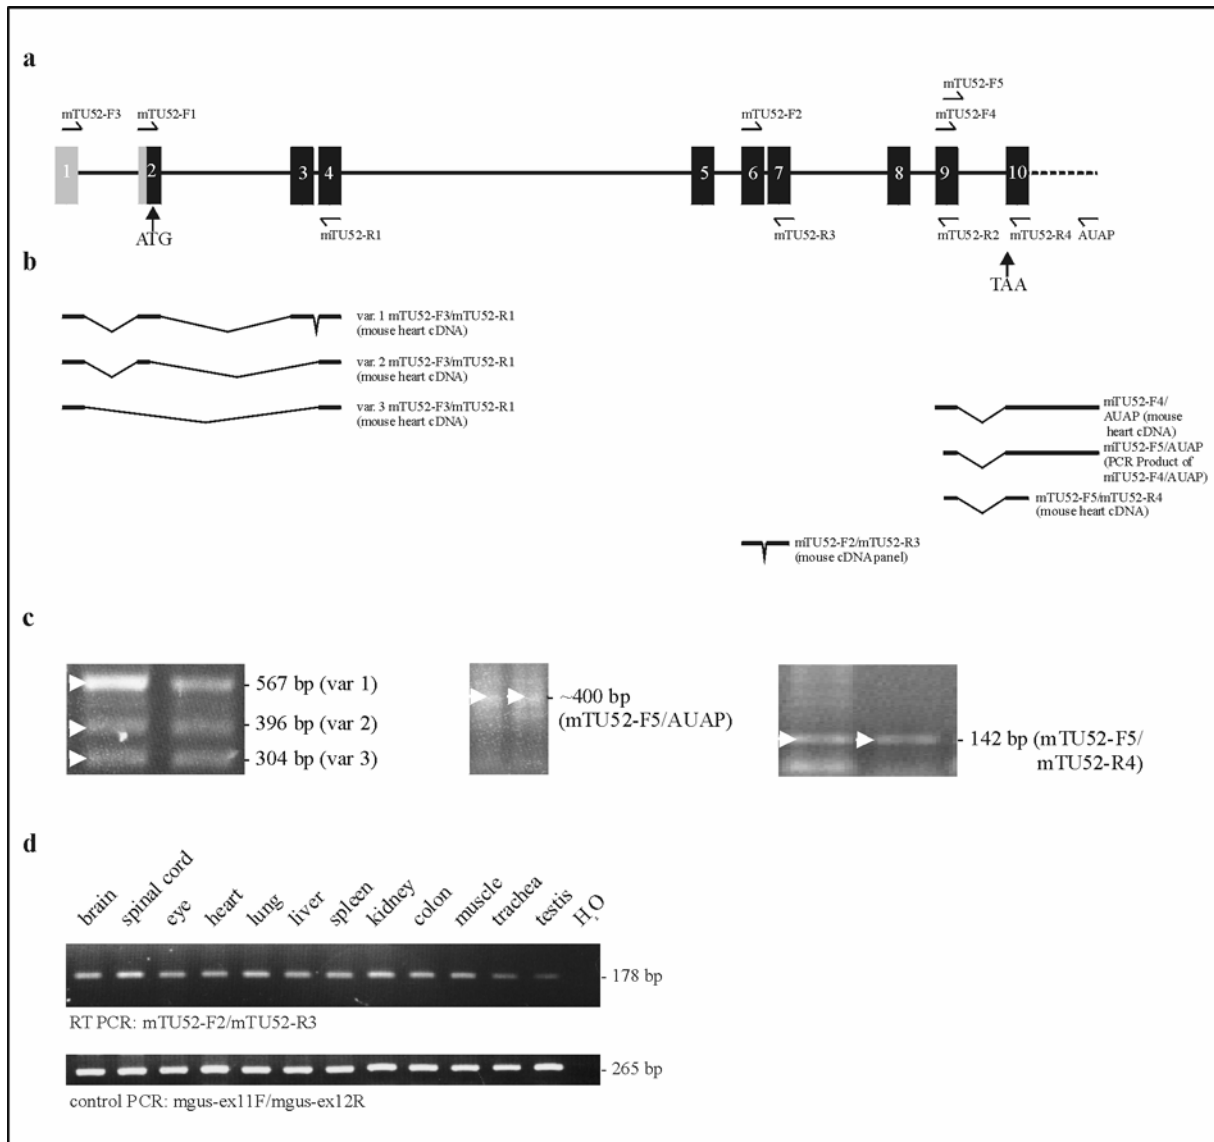 a
mTU52-F5
mTU52-F3
mTU52-F1
mTU52-F2
mTU52-F4
1
2
3
4
5
6
7
8
9
10
mTU52-R1
mTU52-R3
mTU52-R2
mTU52-R4
AUAP
ATG
TAA
b
var. 1 mTU52-F3/mTU52-R1
(mouse heart cDNA)
var. 2 mTU52-F3/mTU52-R1
(mouse heart cDNA)
var. 3 mTU52-F3/mTU52-R1
(mouse heart cDNA)
mTU52-F4/
AUAP (mouse
heart cDNA)
mTU52-F5/AUAP
(PCR Product of
mTU52-F4/AUAP)
mTU52-F5/mTU52-R4
(mouse heart cDNA)
mTU52-F2/mTU52-R3
(mouse cDNA panel)
c
- 567 bp (var 1)
- 396 bp (var 2)
- 304 bp (var 3)
- ~400 bp
(mTU52-F5/AUAP)
- 142 bp (mTU52-F5/
mTU52-R4)
d
brain
spinal cord
eye
heart
lung
liver
spleen
kidney
colon
muscle
trachea
testis
H₂O
- 178 bp
RT PCR: mTU52-F2/mTU52-R3
- 265 bp
control PCR: mgus-ex11F/mgus-ex12R